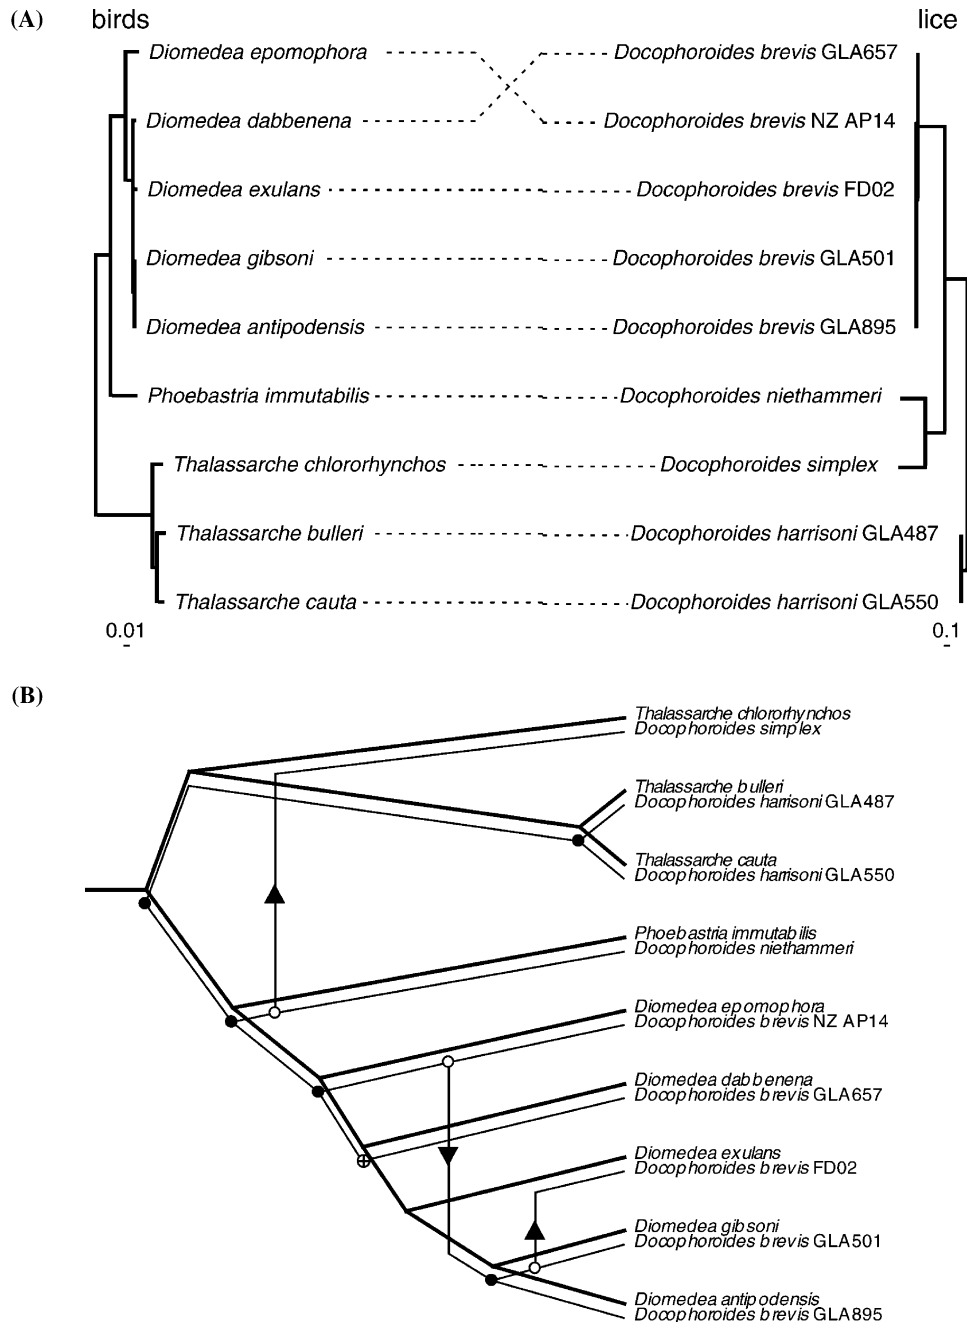 (A)
birds lice
Diomedea epomophora Docophoroides brevis GLA657
Diomedea dabbenena Docophoroides brevis NZ AP14
Diomedea exulans Docophoroides brevis FD02
Diomedea gibsoni Docophoroides brevis GLA501
Diomedea antipodensis Docophoroides brevis GLA895
Phoebastria immutabilis Docophoroides niethammeri
Thalassarche chlororhynchos Docophoroides simplex
Thalassarche bulleri Docophoroides harrisoni GLA487
Thalassarche cauta Docophoroides harrisoni GLA550
0.01 0.1
(B)
Thalassarche chlororhynchos
Docophoroides simplex
Thalassarche bulleri
Docophoroides harrisoni GLA487
Thalassarche cauta
Docophoroides harrisoni GLA550
Phoebastria immutabilis
Docophoroides niethammeri
Diomedea epomophora
Docophoroides brevis NZ AP14
Diomedea dabbenena
Docophoroides brevis GLA657
Diomedea exulans
Docophoroides brevis FD02
Diomedea gibsoni
Docophoroides brevis GLA501
Diomedea antipodensis
Docophoroides brevis GLA895